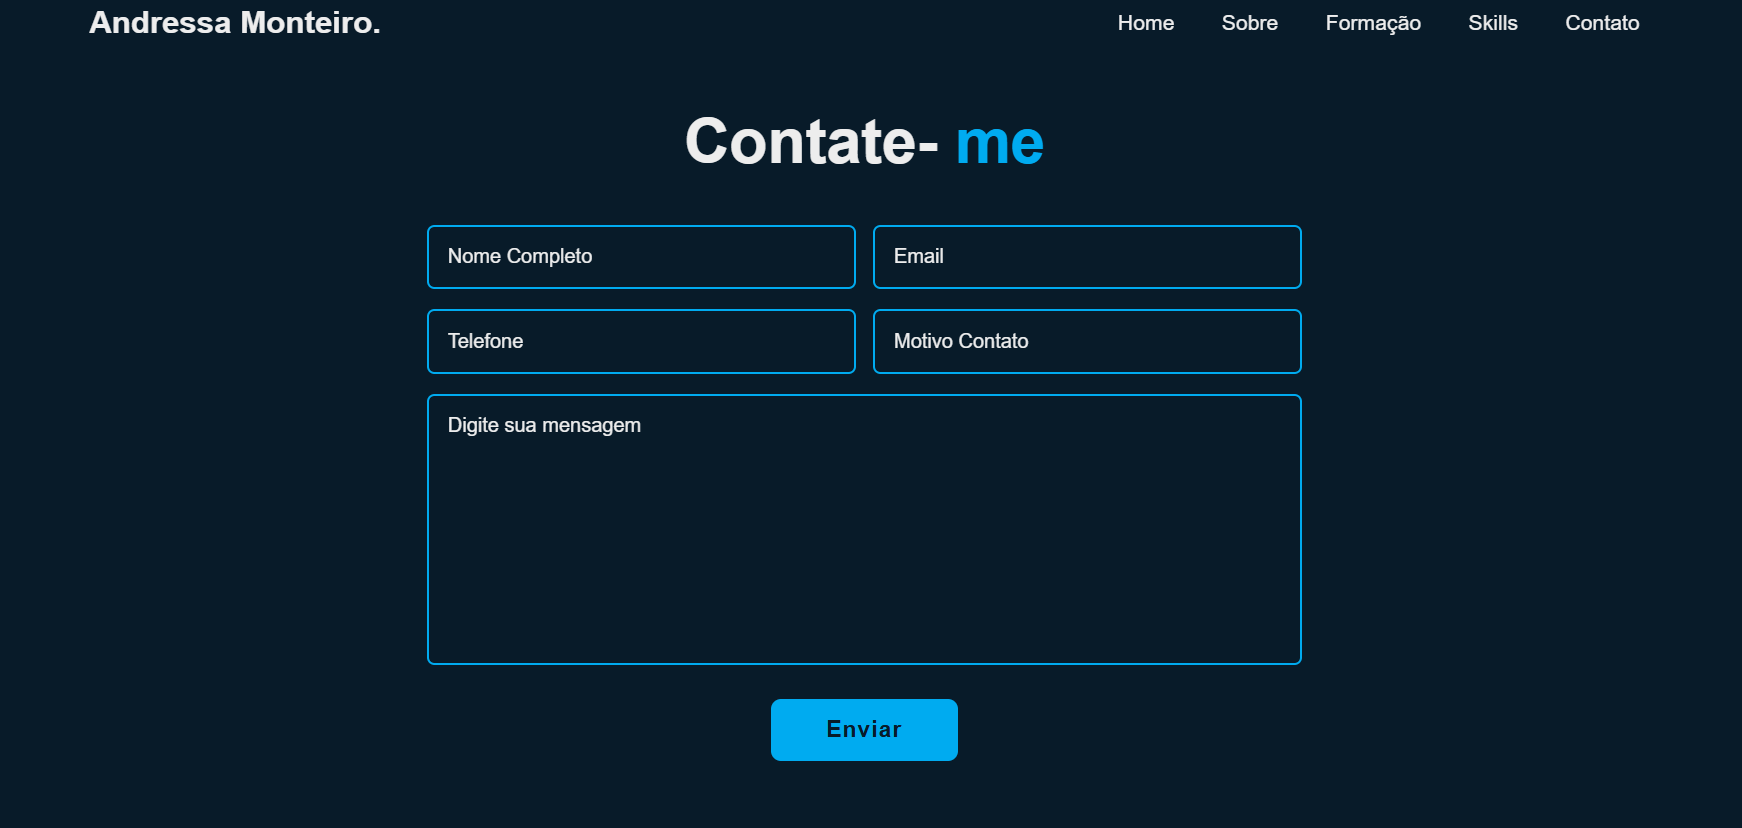 Andressa Monteiro. Home Sobre Formação Skills Contato
Contate- me
Nome Completo Email
Telefone Motivo Contato
Digite sua mensagem
Enviar